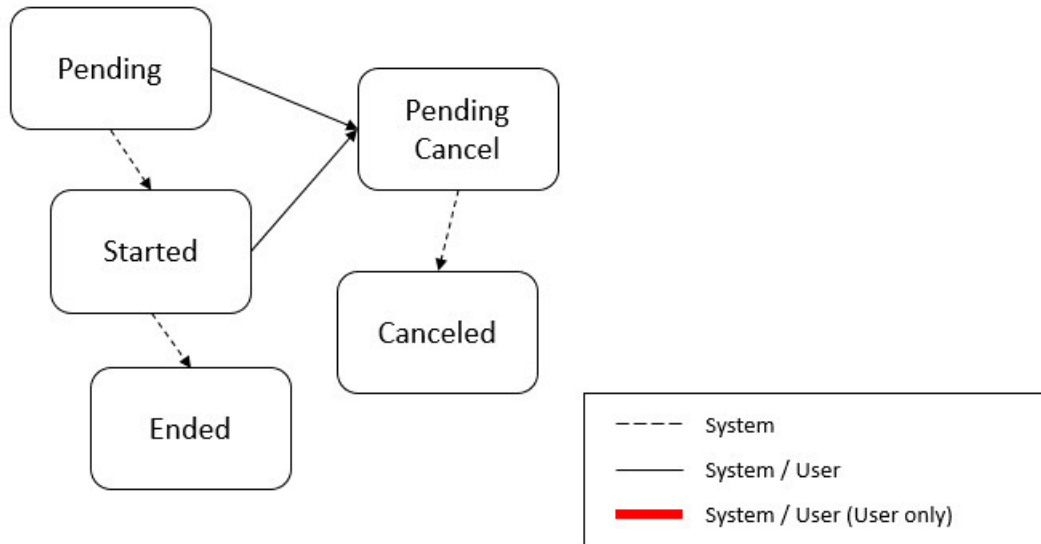 Pending
Pending
Cancel
Started
Canceled
Ended
System
System / User
System / User (User only)